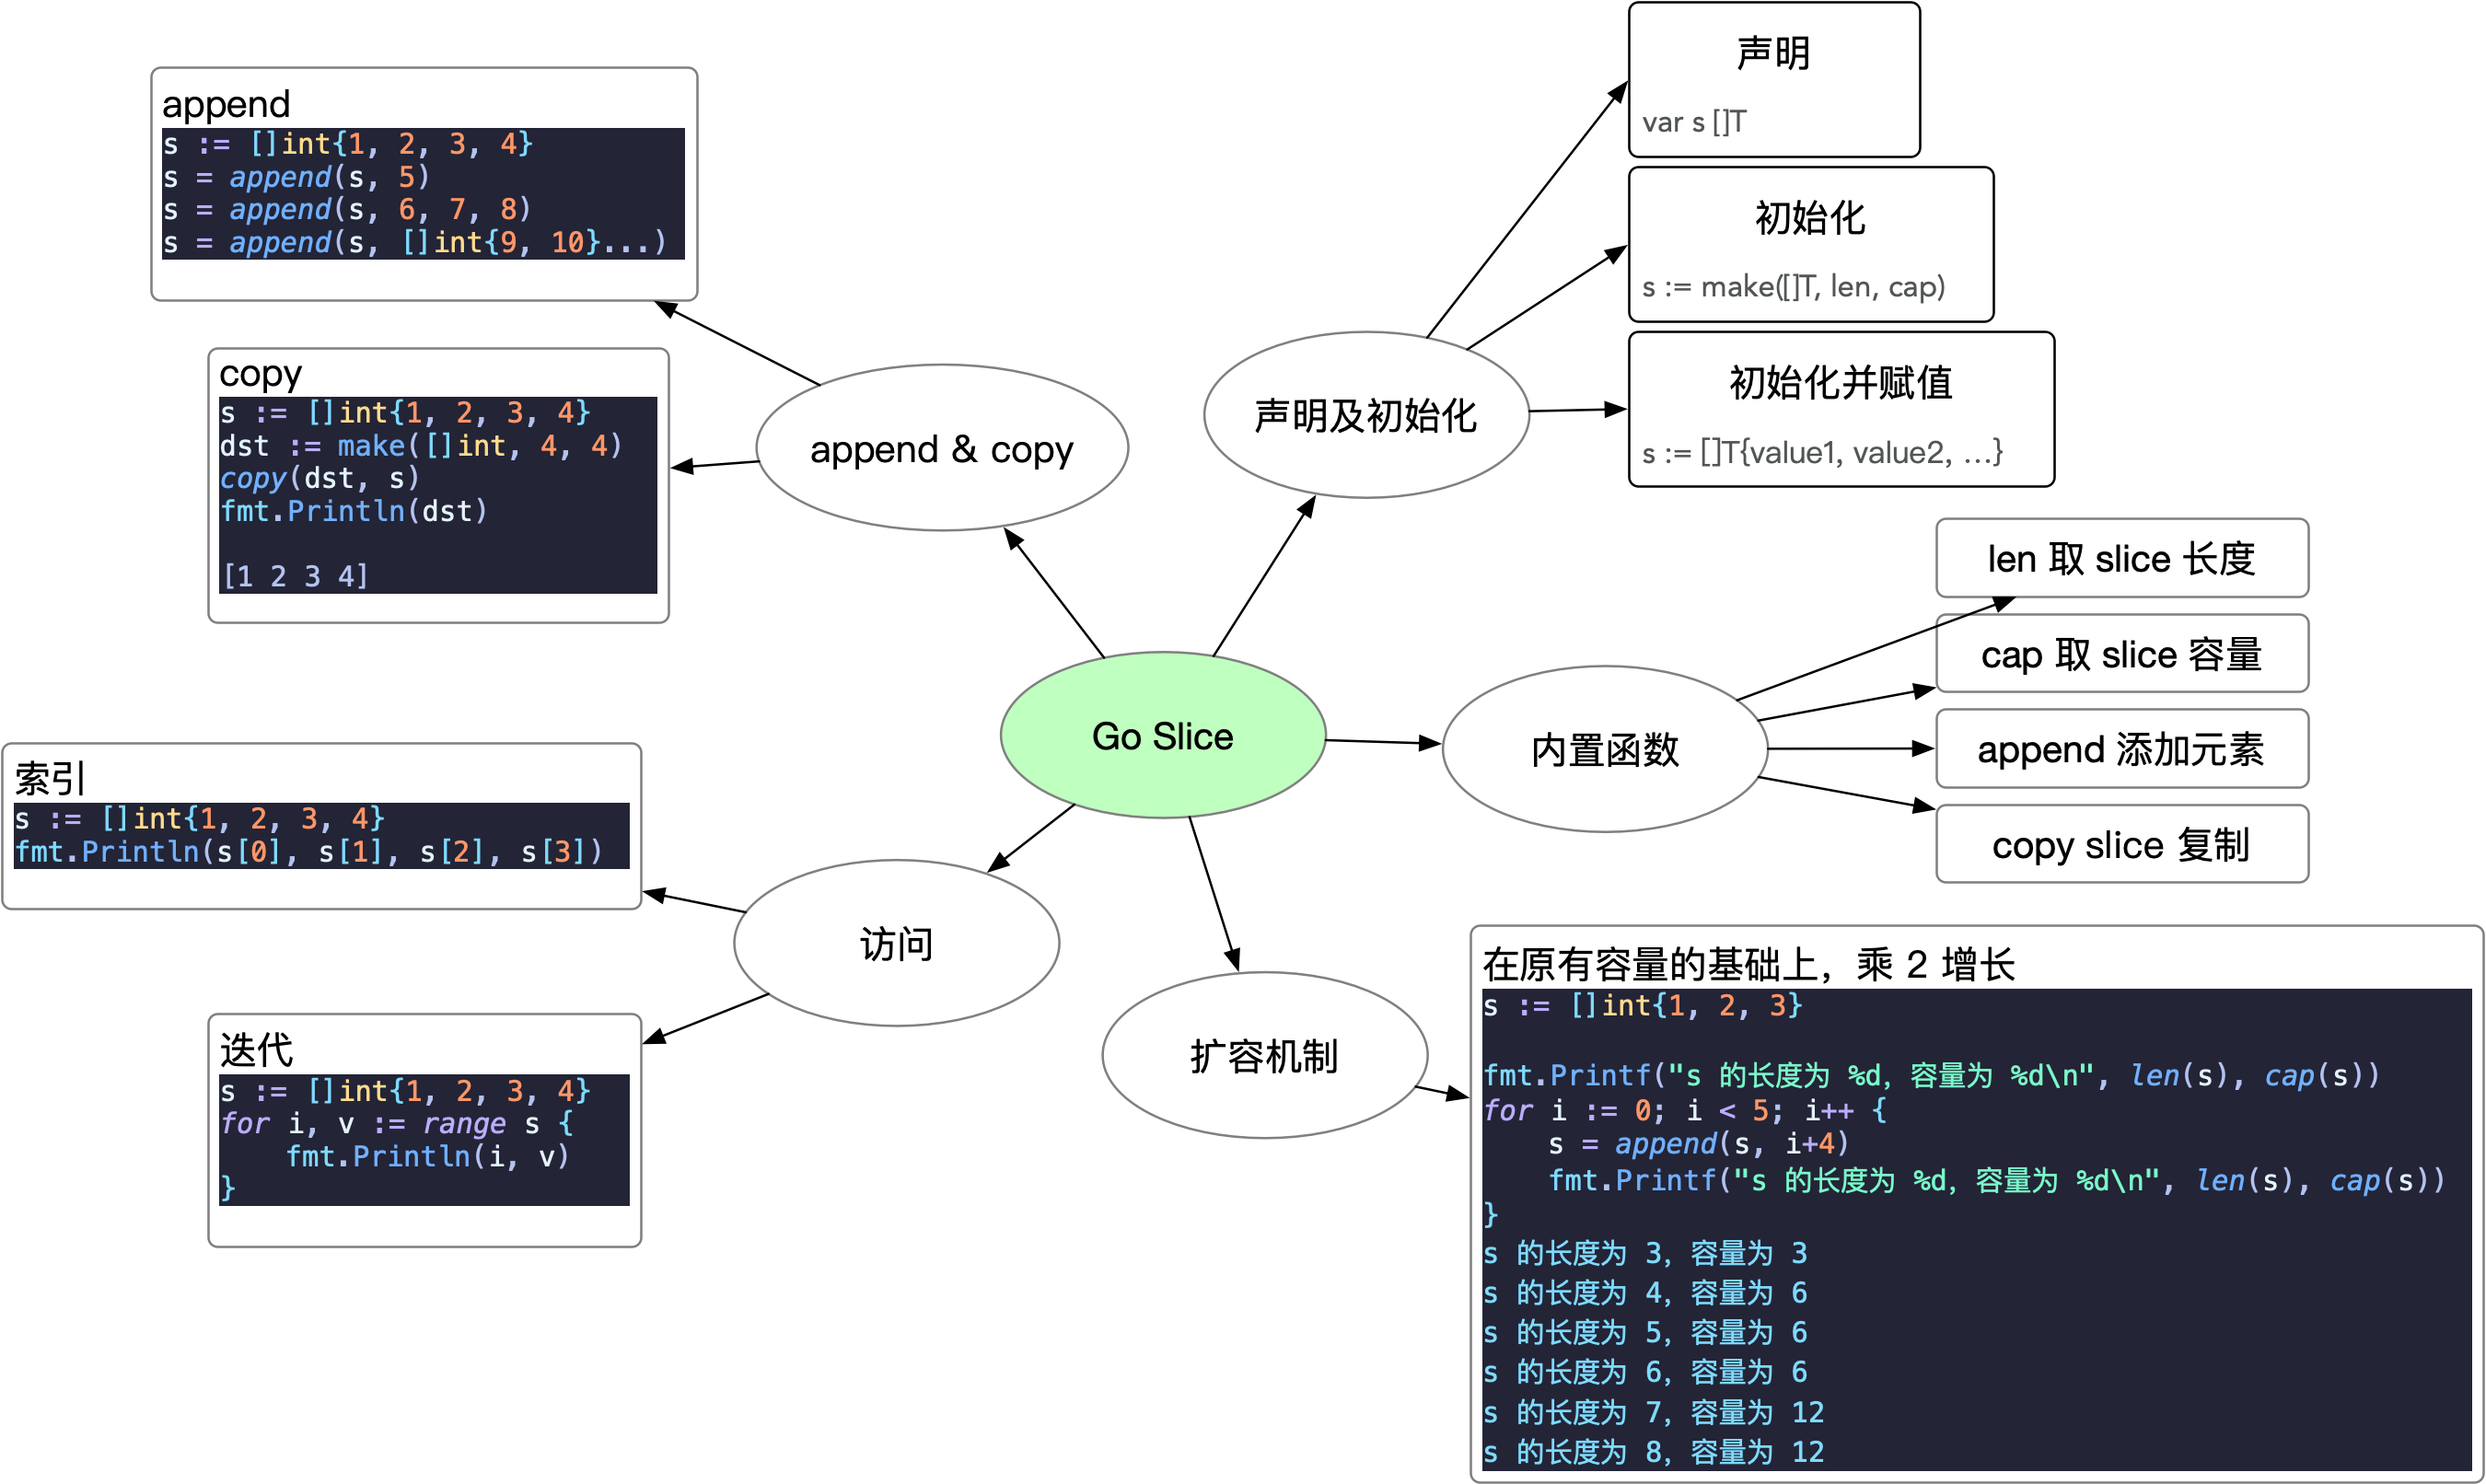 append
s := []int{1, 2, 3, 4}
s = append(s, 5)
s = append(s, 6, 7, 8)
s = append(s, []int{9, 10}...)
copy
s := []int{1, 2, 3, 4}
dst := make([]int, 4, 4)
copy(dst, s)
fmt.Println(dst)
[1 2 3 4]
append & copy
声明及初始化
声明
var s []T
初始化
s := make([]T, len, cap)
初始化并赋值
s := []T{value1, value2, ...}
Go Slice
内置函数
len 取 slice 长度
cap 取 slice 容量
append 添加元素
copy slice 复制
索引
s := []int{1, 2, 3, 4}
fmt.Println(s[0], s[1], s[2], s[3])
访问
迭代
s := []int{1, 2, 3, 4}
for i, v := range s {
    fmt.Println(i, v)
}
扩容机制
在原有容量的基础上，乘 2 增长
s := []int{1, 2, 3}
fmt.Printf("s 的长度为 %d，容量为 %d\n", len(s), cap(s))
for i := 0; i < 5; i++ {
    s = append(s, i+4)
    fmt.Printf("s 的长度为 %d，容量为 %d\n", len(s), cap(s))
}
s 的长度为 3，容量为 3
s 的长度为 4，容量为 6
s 的长度为 5，容量为 6
s 的长度为 6，容量为 6
s 的长度为 7，容量为 12
s 的长度为 8，容量为 12